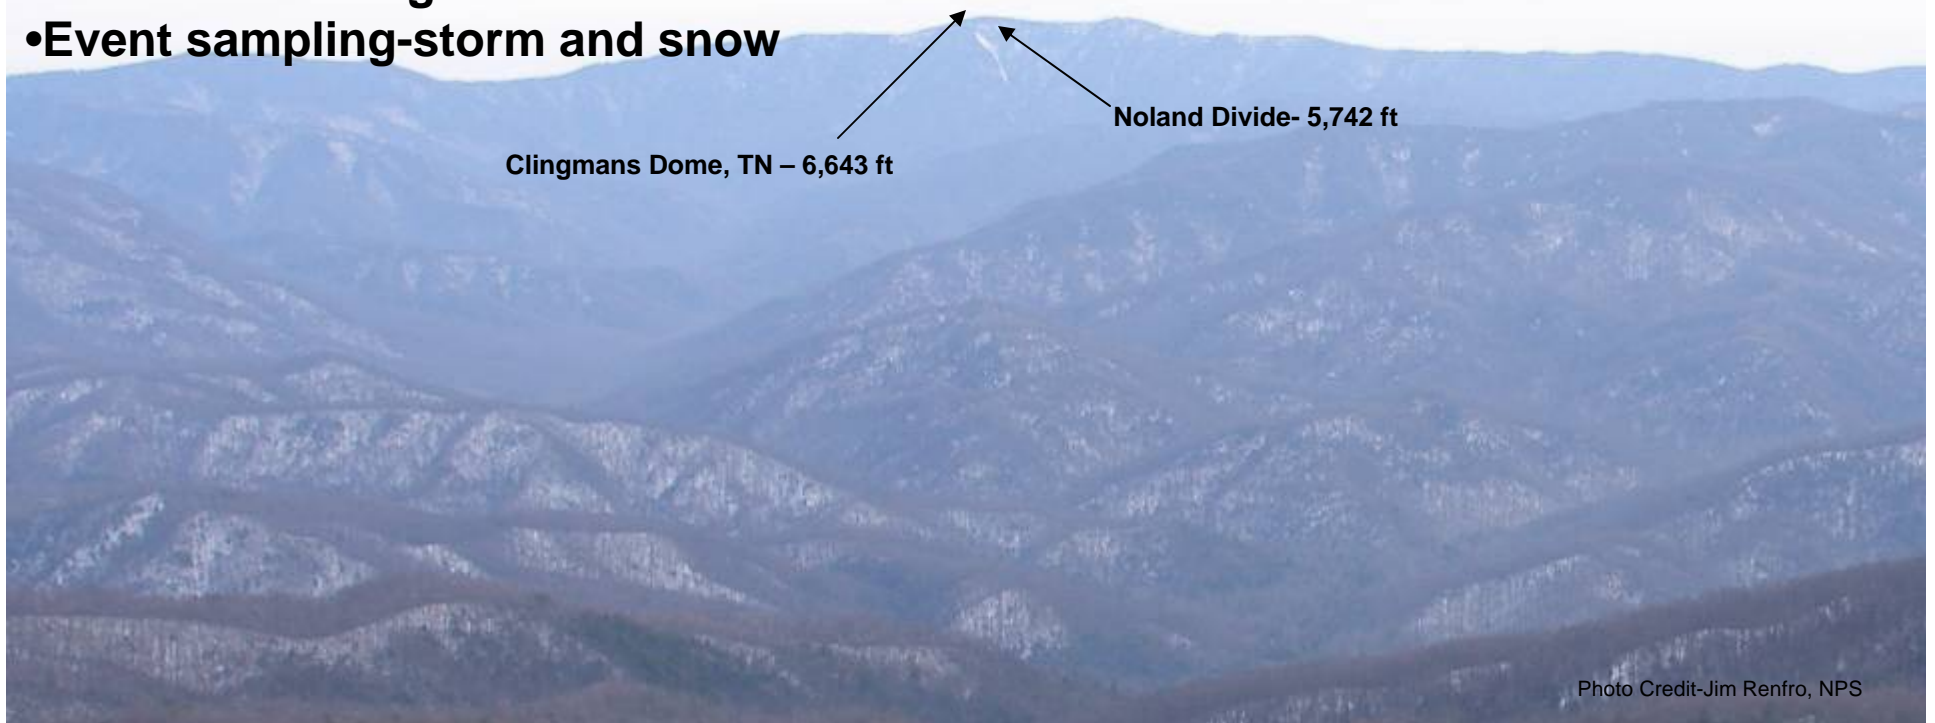 •Event sampling-storm and snow
Noland Divide- 5,742 ft
Clingmans Dome, TN – 6,643 ft
Photo Credit-Jim Renfro, NPS